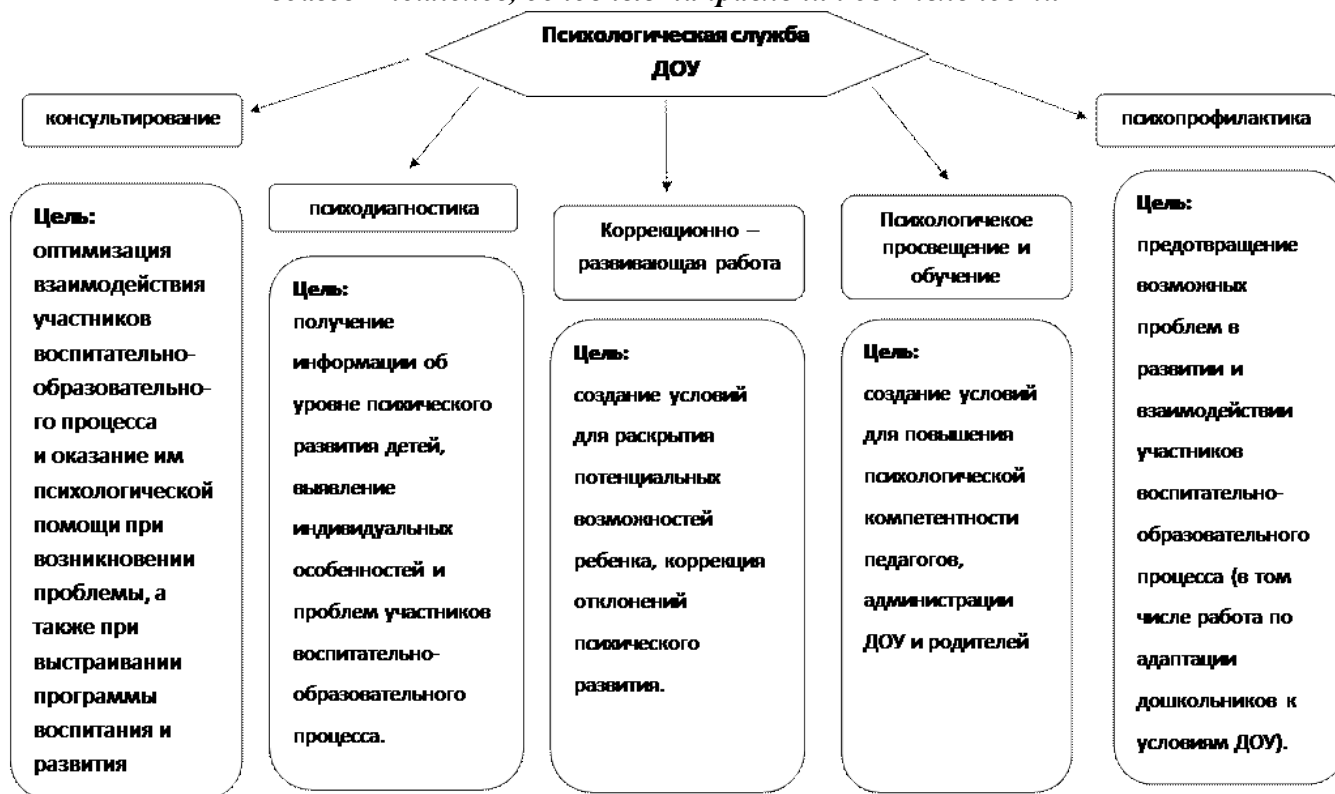 Психологическая служба
ДОУ
консультирование
психопрофилактика
психодиагностика
Коррекционно –
развивающая работа
Психологичекое
просвещение и
обучение
Цель:
оптимизация
взаимодействия
участников
воспитательно-
образовательно-
го процесса
и оказание им
психологической
помощи при
возникновении
проблемы, а
также при
выстраивании
программы
воспитания и
развития
Цель:
получение
информации об
уровне психического
развития детей,
выявление
индивидуальных
особенностей и
проблем участников
воспитательно-
образовательного
процесса.
Цель:
создание условий
для раскрытия
потенциальных
возможностей
ребенка, коррекция
отклонений
психического
развития.
Цель:
создание условий
для повышения
психологической
компетентности
педагогов,
администрации
ДОУ и родителей
Цель:
предотвращение
возможных
проблем в
развитии и
взаимодействии
участников
воспитательно-
образовательного
процесса (в том
числе работа по
адаптации
дошкольников к
условиям ДОУ).